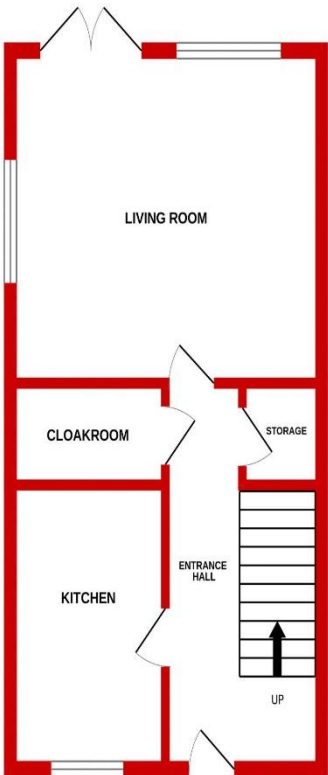 LIVING ROOM
CLOAKROOM
STORAGE
ENTRANCE
HALL
KITCHEN
UP